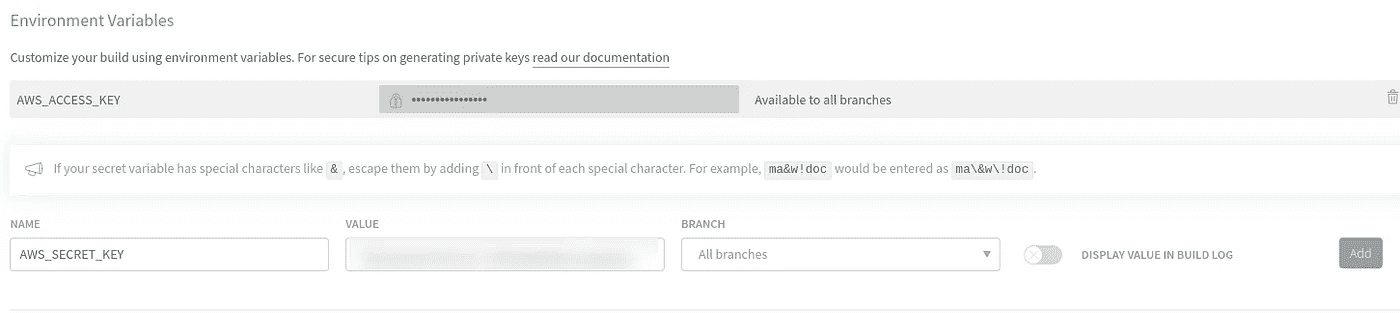 Environment Variables
Customize your build using environment variables. For secure tips on generating private keys read our documentation
AWS_ACCESS_KEY •••••••••••••••• Available to all branches
If your secret variable has special characters like & , escape them by adding \ in front of each special character. For example, ma&w!doc would be entered as ma\&w\!doc .
NAME VALUE BRANCH
AWS_SECRET_KEY All branches DISPLAY VALUE IN BUILD LOG Add